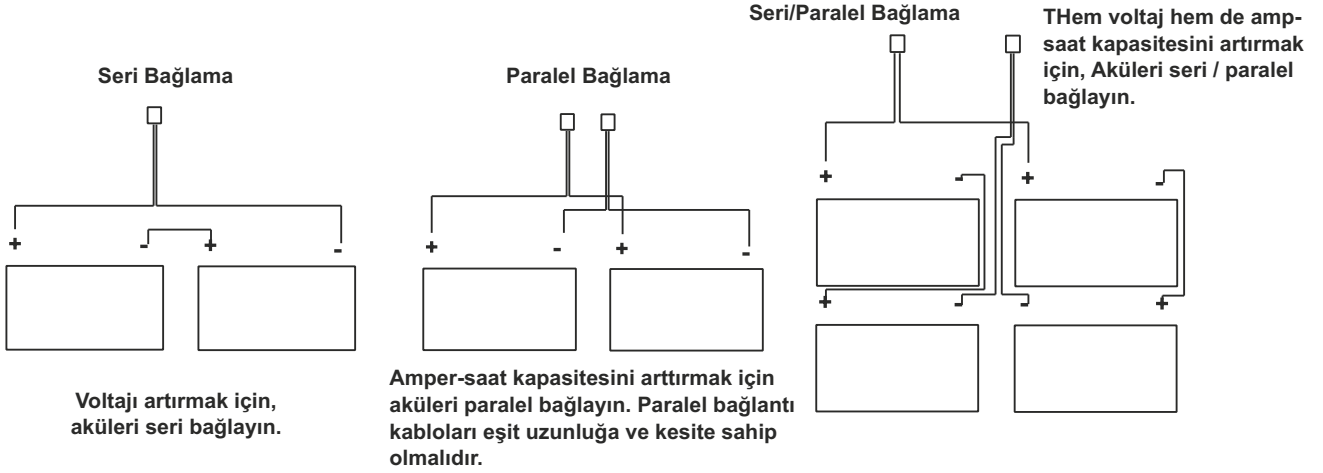 Seri Bağlama
+
-
+
-
Voltajı artırmak için,
aküleri seri bağlayın.
Paralel Bağlama
+
-
+
-
Amper-saat kapasitesini arttırmak için
aküleri paralel bağlayın. Paralel bağlantı
kabloları eşit uzunluğa ve kesite sahip
olmalıdır.
Seri/Paralel Bağlama
THem voltaj hem de amp-
saat kapasitesini artırmak
için, Aküleri seri / paralel
bağlayın.
+
-
+
-
+
-
-
+